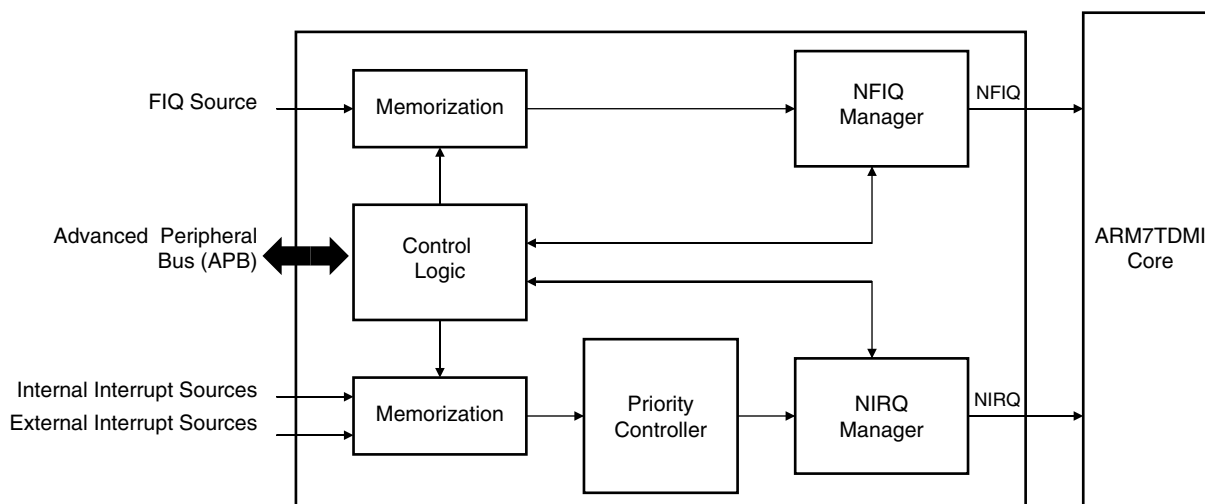 FIQ Source
Memorization
NFIQ
Manager
NFIQ
Advanced Peripheral
Bus (APB)
Control
Logic
ARM7TDMI
Core
Internal Interrupt Sources
External Interrupt Sources
Memorization
Priority
Controller
NIRQ
Manager
NIRQ